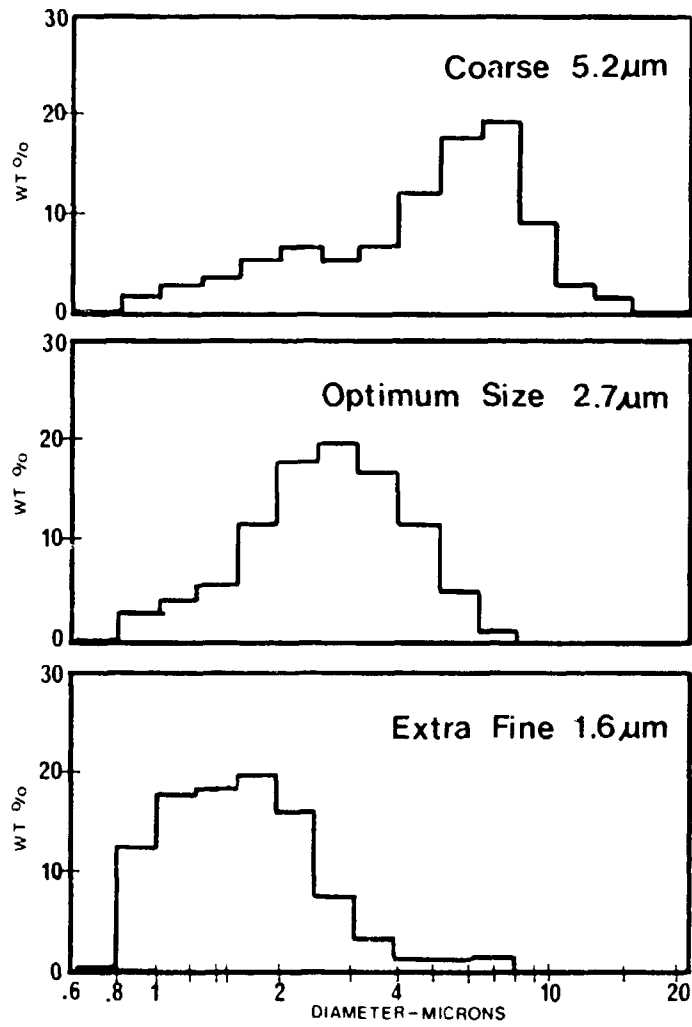 30
Coarse 5.2μm
20
WT %
10
0
30
Optimum Size 2.7μm
20
WT %
10
0
30
Extra Fine 1.6μm
20
WT %
10
0
.6 .8 1 2 4 10 20
DIAMETER-MICRONS